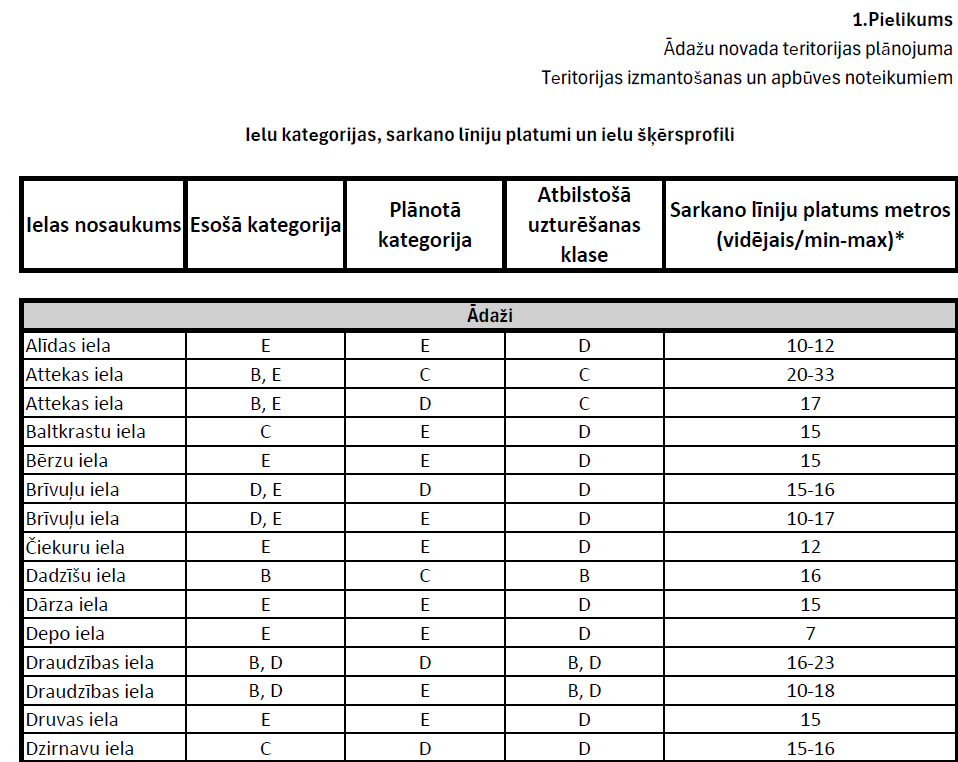 1.Pielikums
Ādažu novada teritorijas plānojuma
Teritorijas izmantošanas un apbūves noteikumiem
Ielu kategorijas, sarkano līniju platumi un ielu šķērsprofili
Ielas nosaukums Esošā kategorija Plānotā kategorija Atbilstošā uzturēšanas klase Sarkano līniju platums metros (vidējais/min-max)*
Ādaži
Alīdas iela E E D 10-12
Attekas iela B, E C C 20-33
Attekas iela B, E D C 17
Baltkrastu iela C E D 15
Bērzu iela E E D 15
Brīvuļu iela D, E D D 15-16
Brīvuļu iela D, E E D 10-17
Čiekuru iela E E D 12
Dadzīšu iela B C B 16
Dārza iela E E D 15
Depo iela E E D 7
Draudzības iela B, D D B, D 16-23
Draudzības iela B, D E B, D 10-18
Druvas iela E E D 15
Dzirnavu iela C D D 15-16